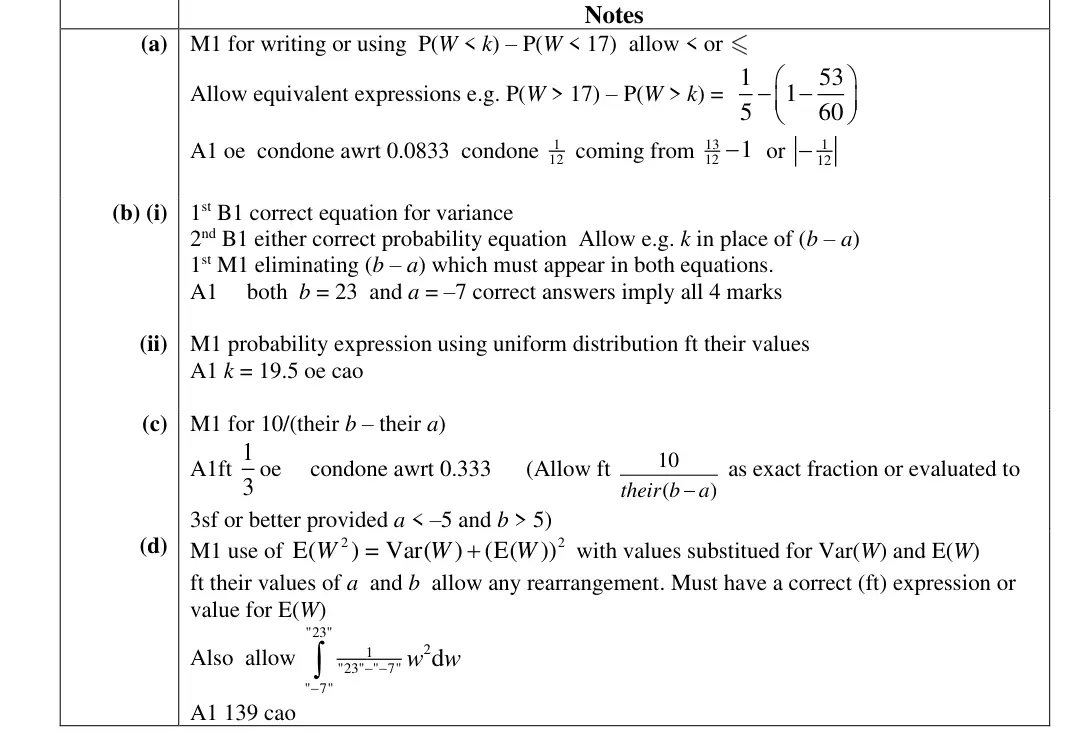 Notes
(a) M1 for writing or using P(W < k) – P(W < 17) allow < or ⩽
Allow equivalent expressions e.g. P(W > 17) – P(W > k) = 1/5 – (1 – 53/60)
A1 oe condone awrt 0.0833 condone 1/12 coming from 13/12 – 1 or |– 1/12|
(b) (i) 1st B1 correct equation for variance
2nd B1 either correct probability equation Allow e.g. k in place of (b – a)
1st M1 eliminating (b – a) which must appear in both equations.
A1 both b = 23 and a = –7 correct answers imply all 4 marks
(ii) M1 probability expression using uniform distribution ft their values
A1 k = 19.5 oe cao
(c) M1 for 10/(their b – their a)
A1ft 1/3 oe condone awrt 0.333 (Allow ft 10/their(b – a) as exact fraction or evaluated to
3sf or better provided a < –5 and b > 5)
(d) M1 use of E(W²) = Var(W) + (E(W))² with values substitued for Var(W) and E(W)
ft their values of a and b allow any rearrangement. Must have a correct (ft) expression or
value for E(W)
Also allow ∫_"–7"^"23" 1/("23"–"–7") w²dw
A1 139 cao